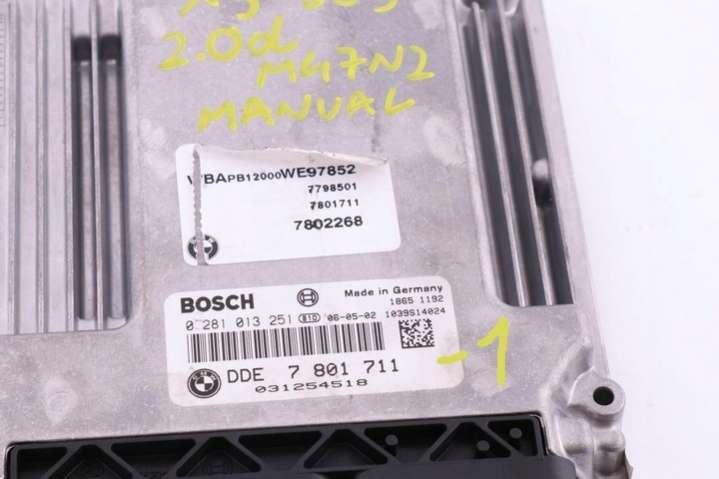 2.0d
M47N2
MANUAL
WBAPB12000WE97852
7798501
7801711
7802268
BOSCH
Made in Germany
1865 1192
0 281 013 251 B10 06-05-02 1039S14024
DDE 7 801 711
031254518
-1